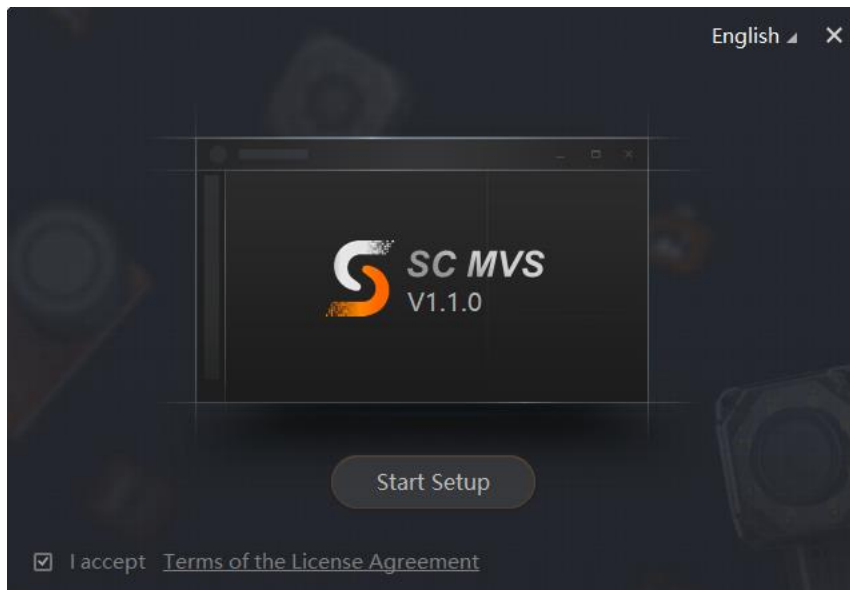 English
SC MVS
V1.1.0
Start Setup
I accept Terms of the License Agreement